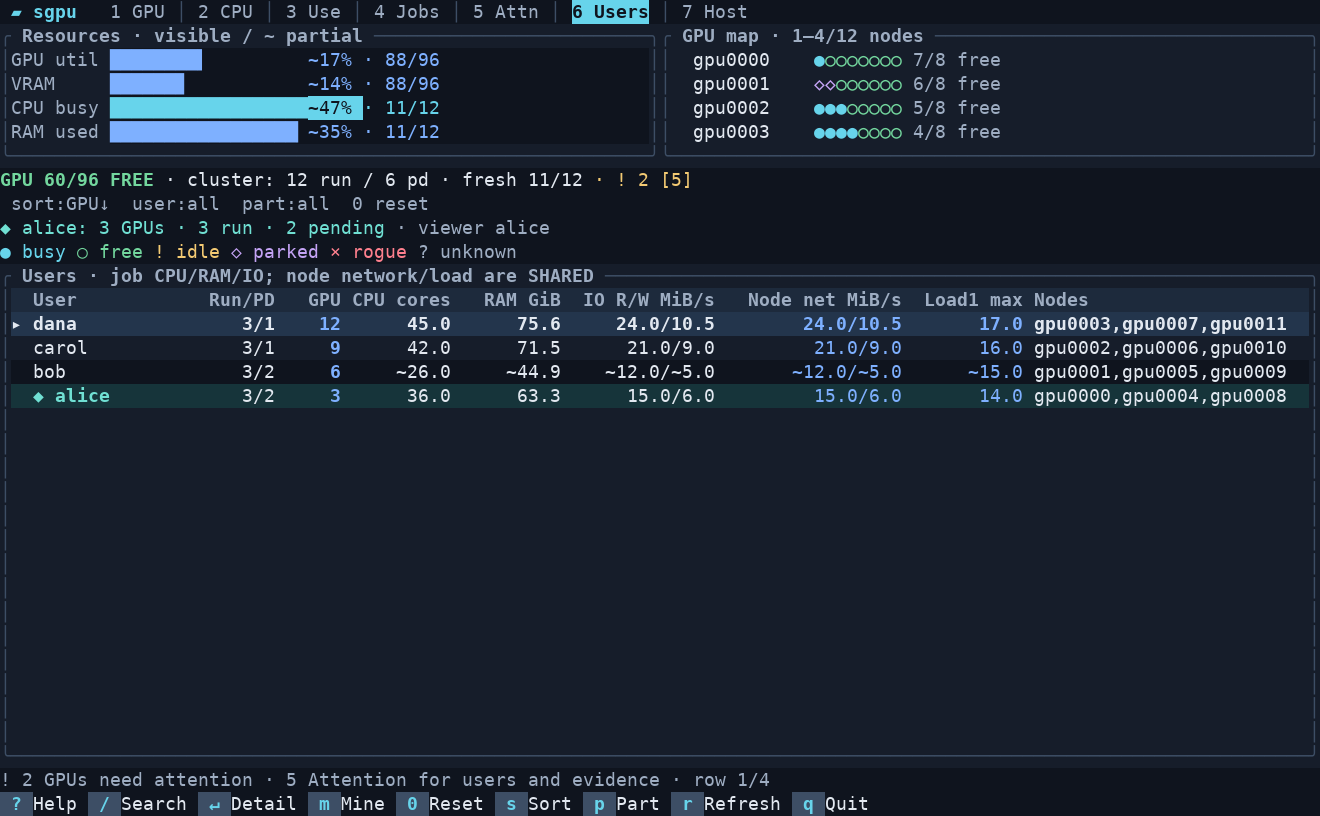 ▰ sgpu 1 GPU │ 2 CPU │ 3 Use │ 4 Jobs │ 5 Attn │ 6 Users │ 7 Host
Resources · visible / ~ partial
GPU util ~17% · 88/96
VRAM ~14% · 88/96
CPU busy ~47% · 11/12
RAM used ~35% · 11/12
GPU map · 1–4/12 nodes
gpu0000 ●○○○○○○○ 7/8 free
gpu0001 ◇◇○○○○○○ 6/8 free
gpu0002 ●●●○○○○○ 5/8 free
gpu0003 ●●●●○○○○ 4/8 free
GPU 60/96 FREE · cluster: 12 run / 6 pd · fresh 11/12 · ! 2 [5]
sort:GPU↓ user:all part:all 0 reset
◆ alice: 3 GPUs · 3 run · 2 pending · viewer alice
● busy ○ free ! idle ◇ parked × rogue ? unknown
Users · job CPU/RAM/IO; node network/load are SHARED
User Run/PD GPU CPU cores RAM GiB IO R/W MiB/s Node net MiB/s Load1 max Nodes
▸ dana 3/1 12 45.0 75.6 24.0/10.5 24.0/10.5 17.0 gpu0003,gpu0007,gpu0011
carol 3/1 9 42.0 71.5 21.0/9.0 21.0/9.0 16.0 gpu0002,gpu0006,gpu0010
bob 3/2 6 ~26.0 ~44.9 ~12.0/~5.0 ~12.0/~5.0 ~15.0 gpu0001,gpu0005,gpu0009
◆ alice 3/2 3 36.0 63.3 15.0/6.0 15.0/6.0 14.0 gpu0000,gpu0004,gpu0008
! 2 GPUs need attention · 5 Attention for users and evidence · row 1/4
? Help / Search ↵ Detail m Mine 0 Reset s Sort p Part r Refresh q Quit